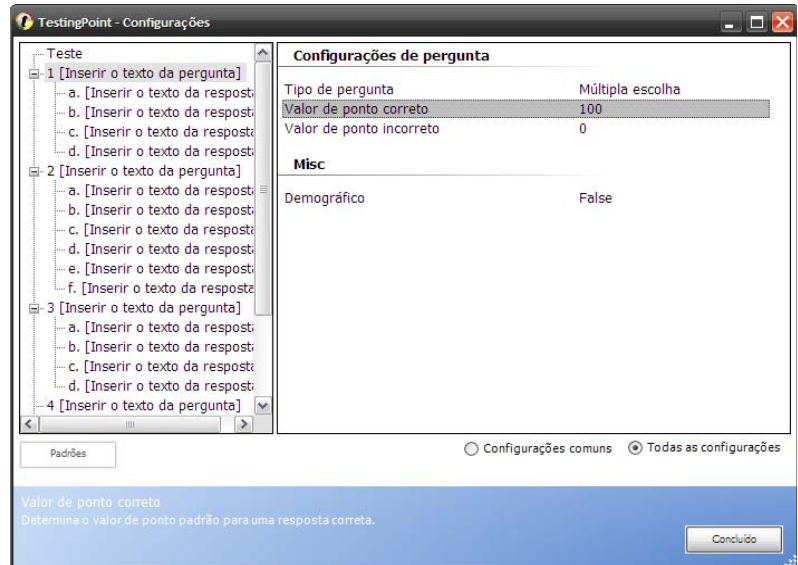 TestingPoint - Configurações
Teste
1 [Inserir o texto da pergunta]
a. [Inserir o texto da resposta
b. [Inserir o texto da resposta
c. [Inserir o texto da resposta
d. [Inserir o texto da resposta
2 [Inserir o texto da pergunta]
a. [Inserir o texto da resposta
b. [Inserir o texto da resposta
c. [Inserir o texto da resposta
d. [Inserir o texto da resposta
e. [Inserir o texto da resposta
f. [Inserir o texto da resposta
3 [Inserir o texto da pergunta]
a. [Inserir o texto da resposta
b. [Inserir o texto da resposta
c. [Inserir o texto da resposta
d. [Inserir o texto da resposta
4 [Inserir o texto da pergunta]
Configurações de pergunta
Tipo de pergunta Múltipla escolha
Valor de ponto correto 100
Valor de ponto incorreto 0
Misc
Demográfico False
Padrões
Configurações comuns Todas as configurações
Valor de ponto correto
Determina o valor de ponto padrão para uma resposta correta.
Concluído